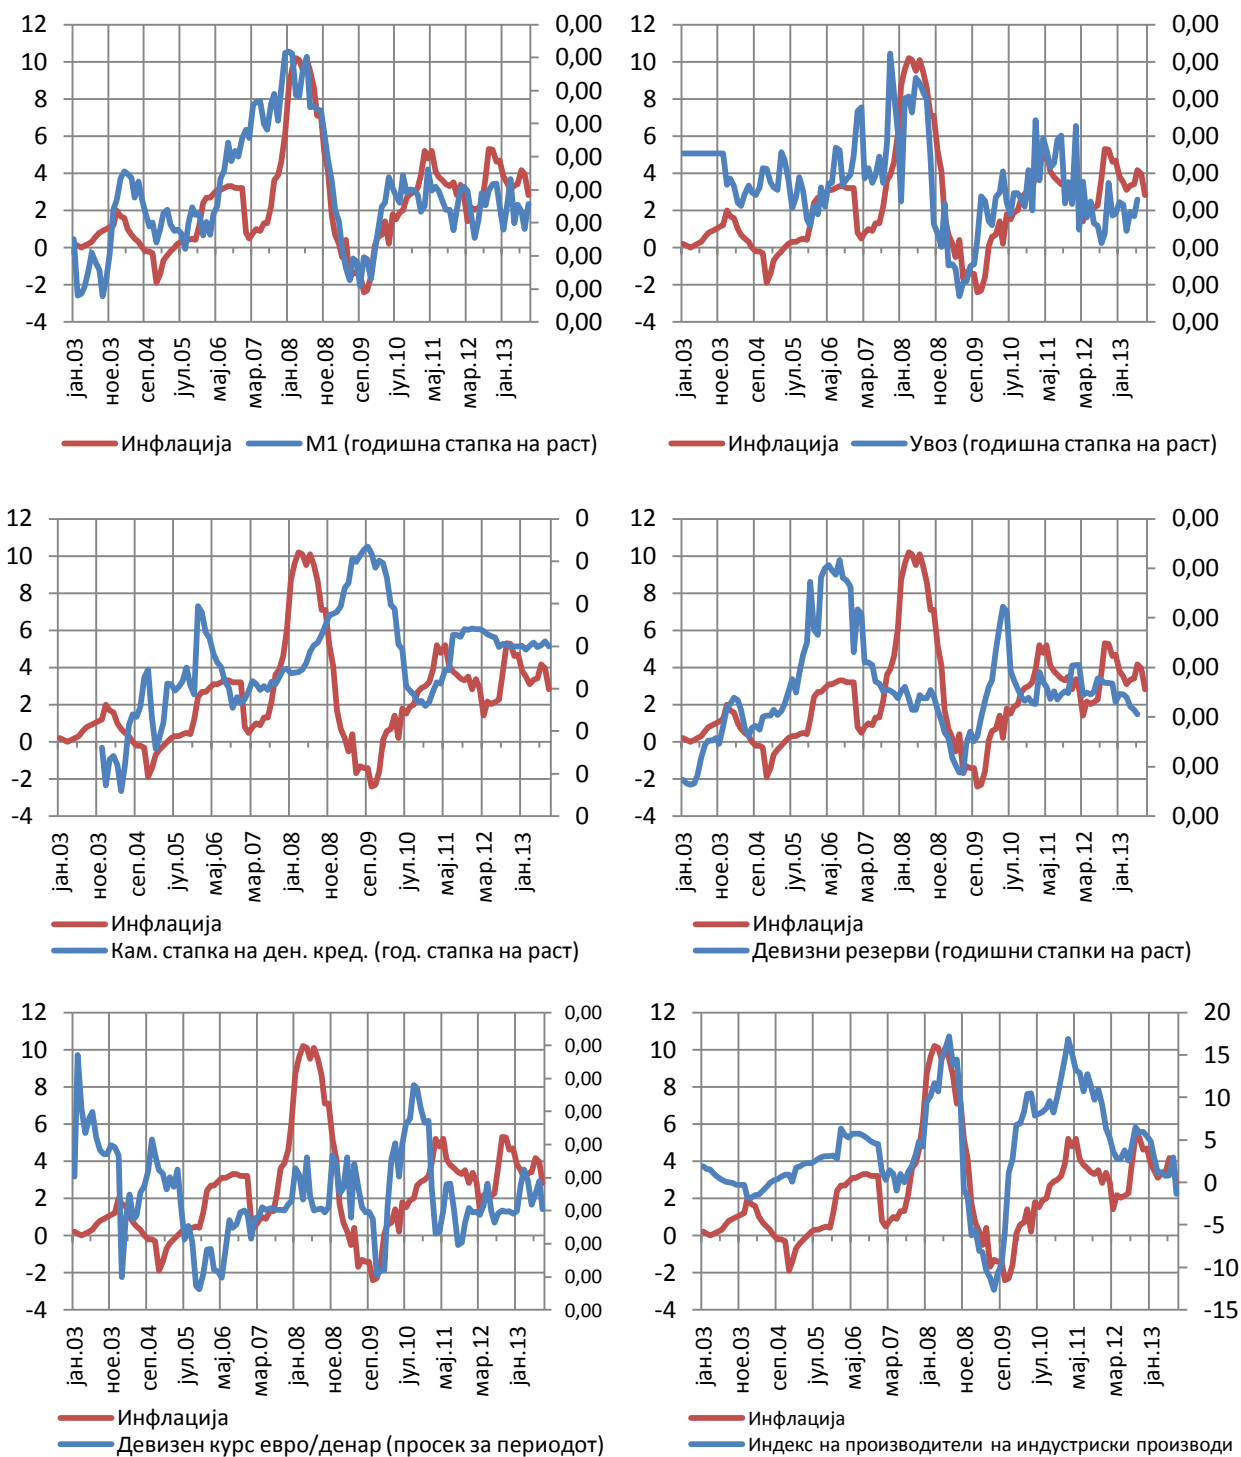 12
10
8
6
4
2
0
-2
-4
0,00
0,00
0,00
0,00
0,00
0,00
0,00
0,00
0,00
0,00
јан.03
ное.03
сеп.04
јул.05
мај.06
мар.07
јан.08
ное.08
сеп.09
јул.10
мај.11
мар.12
јан.13
Инфлација
М1 (годишна стапка на раст)
12
10
8
6
4
2
0
-2
-4
0,00
0,00
0,00
0,00
0,00
0,00
0,00
0,00
0,00
јан.03
ное.03
сеп.04
јул.05
мај.06
мар.07
јан.08
ное.08
сеп.09
јул.10
мај.11
мар.12
јан.13
Инфлација
Увоз (годишна стапка на раст)
12
10
8
6
4
2
0
-2
-4
0
0
0
0
0
0
0
0
јан.03
ное.03
сеп.04
јул.05
мај.06
мар.07
јан.08
ное.08
сеп.09
јул.10
мај.11
мар.12
јан.13
Инфлација
Кам. стапка на ден. кред. (год. стапка на раст)
12
10
8
6
4
2
0
-2
-4
0,00
0,00
0,00
0,00
0,00
0,00
0,00
јан.03
ное.03
сеп.04
јул.05
мај.06
мар.07
јан.08
ное.08
сеп.09
јул.10
мај.11
мар.12
јан.13
Инфлација
Девизни резерви (годишни стапки на раст)
12
10
8
6
4
2
0
-2
-4
0,00
0,00
0,00
0,00
0,00
0,00
0,00
0,00
0,00
0,00
јан.03
ное.03
сеп.04
јул.05
мај.06
мар.07
јан.08
ное.08
сеп.09
јул.10
мај.11
мар.12
јан.13
Инфлација
Девизен курс евро/денар (просек за периодот)
12
10
8
6
4
2
0
-2
-4
20
15
10
5
0
-5
-10
-15
јан.03
ное.03
сеп.04
јул.05
мај.06
мар.07
јан.08
ное.08
сеп.09
јул.10
мај.11
мар.12
јан.13
Инфлација
Индекс на производители на индустриски производи